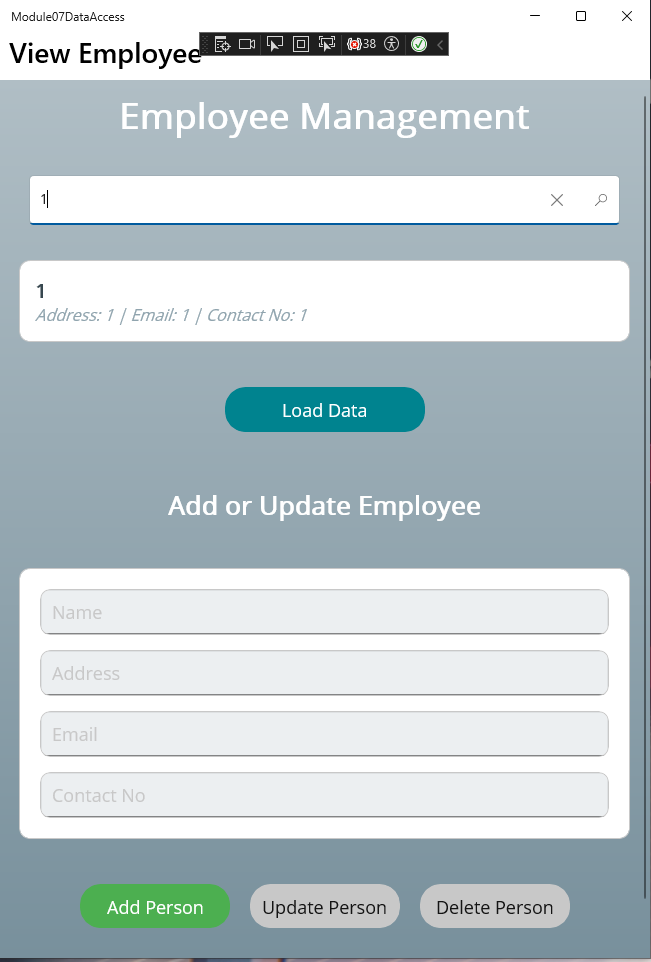 Module07DataAccess
View Employee
38
Employee Management
1
1
Address: 1 | Email: 1 | Contact No: 1
Load Data
Add or Update Employee
Name
Address
Email
Contact No
Add Person Update Person Delete Person